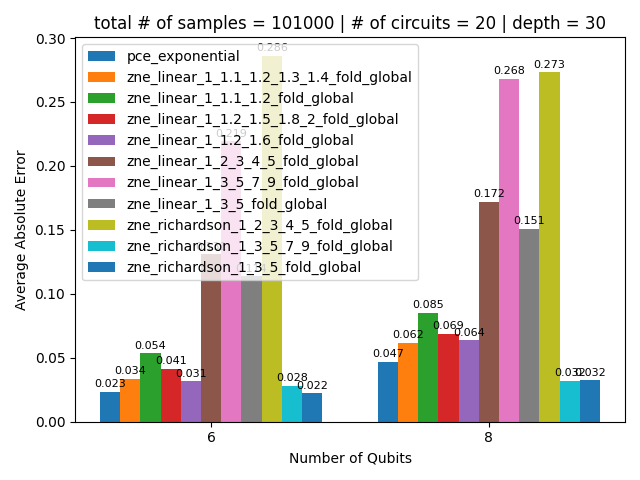 total # of samples = 101000 | # of circuits = 20 | depth = 30
pce_exponential
zne_linear_1_1.1_1.2_1.3_1.4_fold_global
zne_linear_1_1.1_1.2_fold_global
zne_linear_1_1.2_1.5_1.8_2_fold_global
zne_linear_1_1.2_1.6_fold_global
zne_linear_1_2_3_4_5_fold_global
zne_linear_1_3_5_7_9_fold_global
zne_linear_1_3_5_fold_global
zne_richardson_1_2_3_4_5_fold_global
zne_richardson_1_3_5_7_9_fold_global
zne_richardson_1_3_5_fold_global
Average Absolute Error
0.30
0.25
0.20
0.15
0.10
0.05
0.00
0.023
0.034
0.054
0.041
0.031
0.219
0.286
0.028
0.022
0.047
0.062
0.085
0.069
0.064
0.172
0.268
0.151
0.273
0.032
0.032
6
8
Number of Qubits